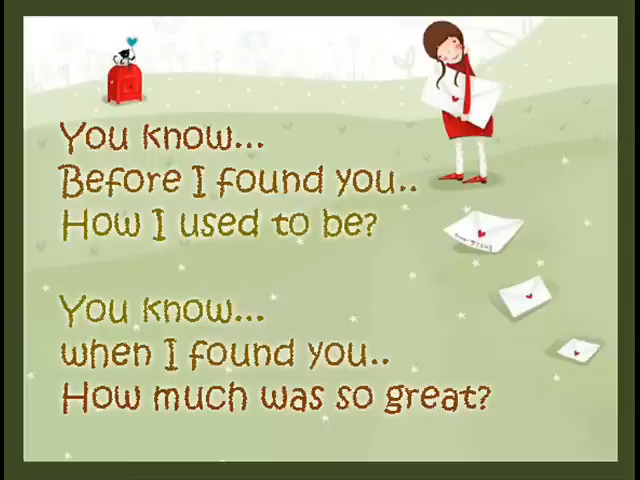 You know...
Before I found you..
How I used to be?
You know...
when I found you..
How much was so great?